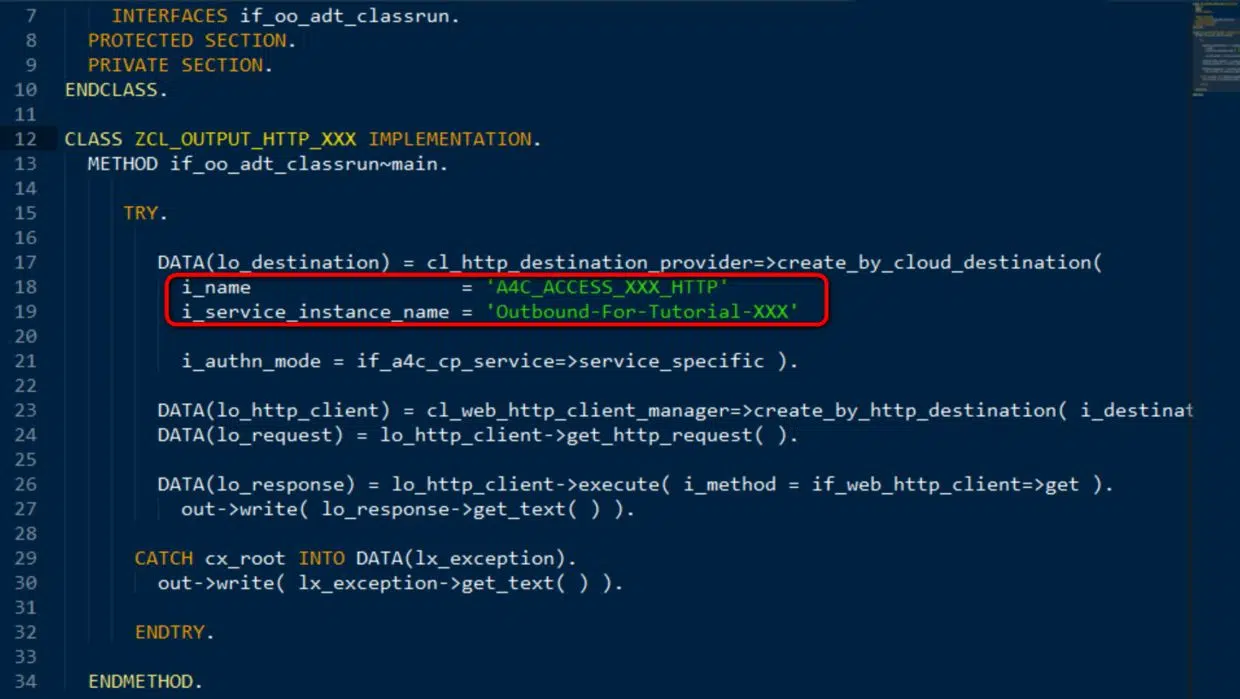 7 INTERFACES if_oo_adt_classrun.
8 PROTECTED SECTION.
9 PRIVATE SECTION.
10 ENDCLASS.
11
12 CLASS ZCL_OUTPUT_HTTP_XXX IMPLEMENTATION.
13 METHOD if_oo_adt_classrun~main.
14
15 TRY.
16
17 DATA(lo_destination) = cl_http_destination_provider=>create_by_cloud_destination(
18 i_name = 'A4C_ACCESS_XXX_HTTP'
19 i_service_instance_name = 'Outbound-For-Tutorial-XXX'
20
21 i_authn_mode = if_a4c_cp_service=>service_specific ).
22
23 DATA(lo_http_client) = cl_web_http_client_manager=>create_by_http_destination( i_destinat
24 DATA(lo_request) = lo_http_client->get_http_request( ).
25
26 DATA(lo_response) = lo_http_client->execute( i_method = if_web_http_client=>get ).
27 out->write( lo_response->get_text( ) ).
28
29 CATCH cx_root INTO DATA(lx_exception).
30 out->write( lx_exception->get_text( ) ).
31
32 ENDTRY.
33
34 ENDMETHOD.